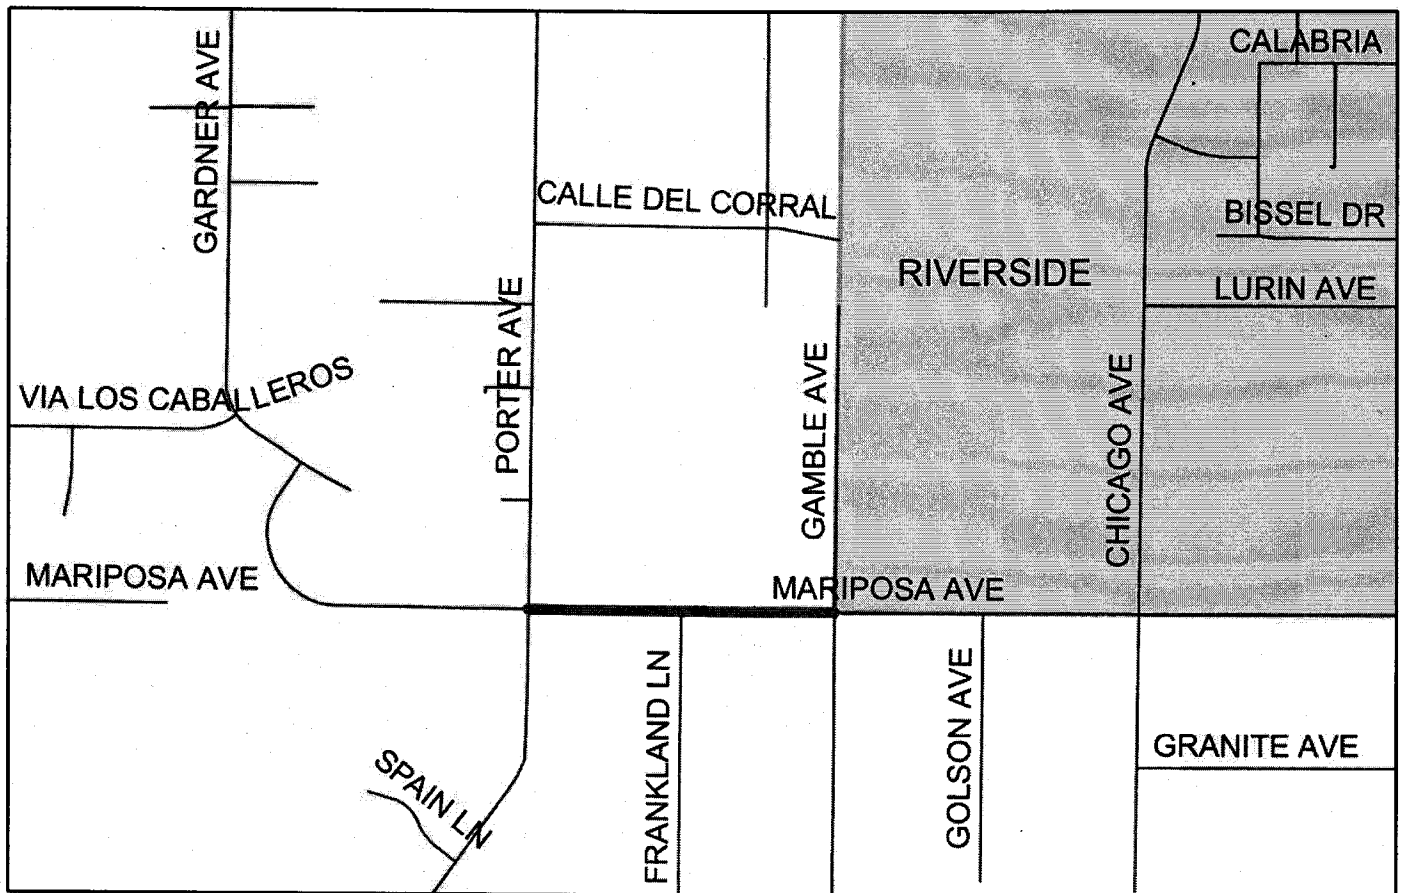 CALABRIA
GARDNER AVE
CALLE DEL CORRAL
BISSEL DR
RIVERSIDE
LURIN AVE
PORTER AVE
VIA LOS CABALLEROS
GAMBLE AVE
CHICAGO AVE
MARIPOSA AVE
MARIPOSA AVE
FRANKLAND LN
GOLSON AVE
GRANITE AVE
SPAIN LN